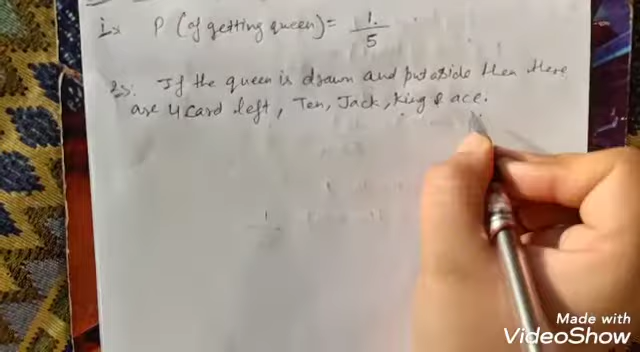 i. P (of getting queen) = 1/5
2). If the queen is drawn and put aside then there
are 4 card left, Ten, Jack, king & ace.
Made with
VideoShow